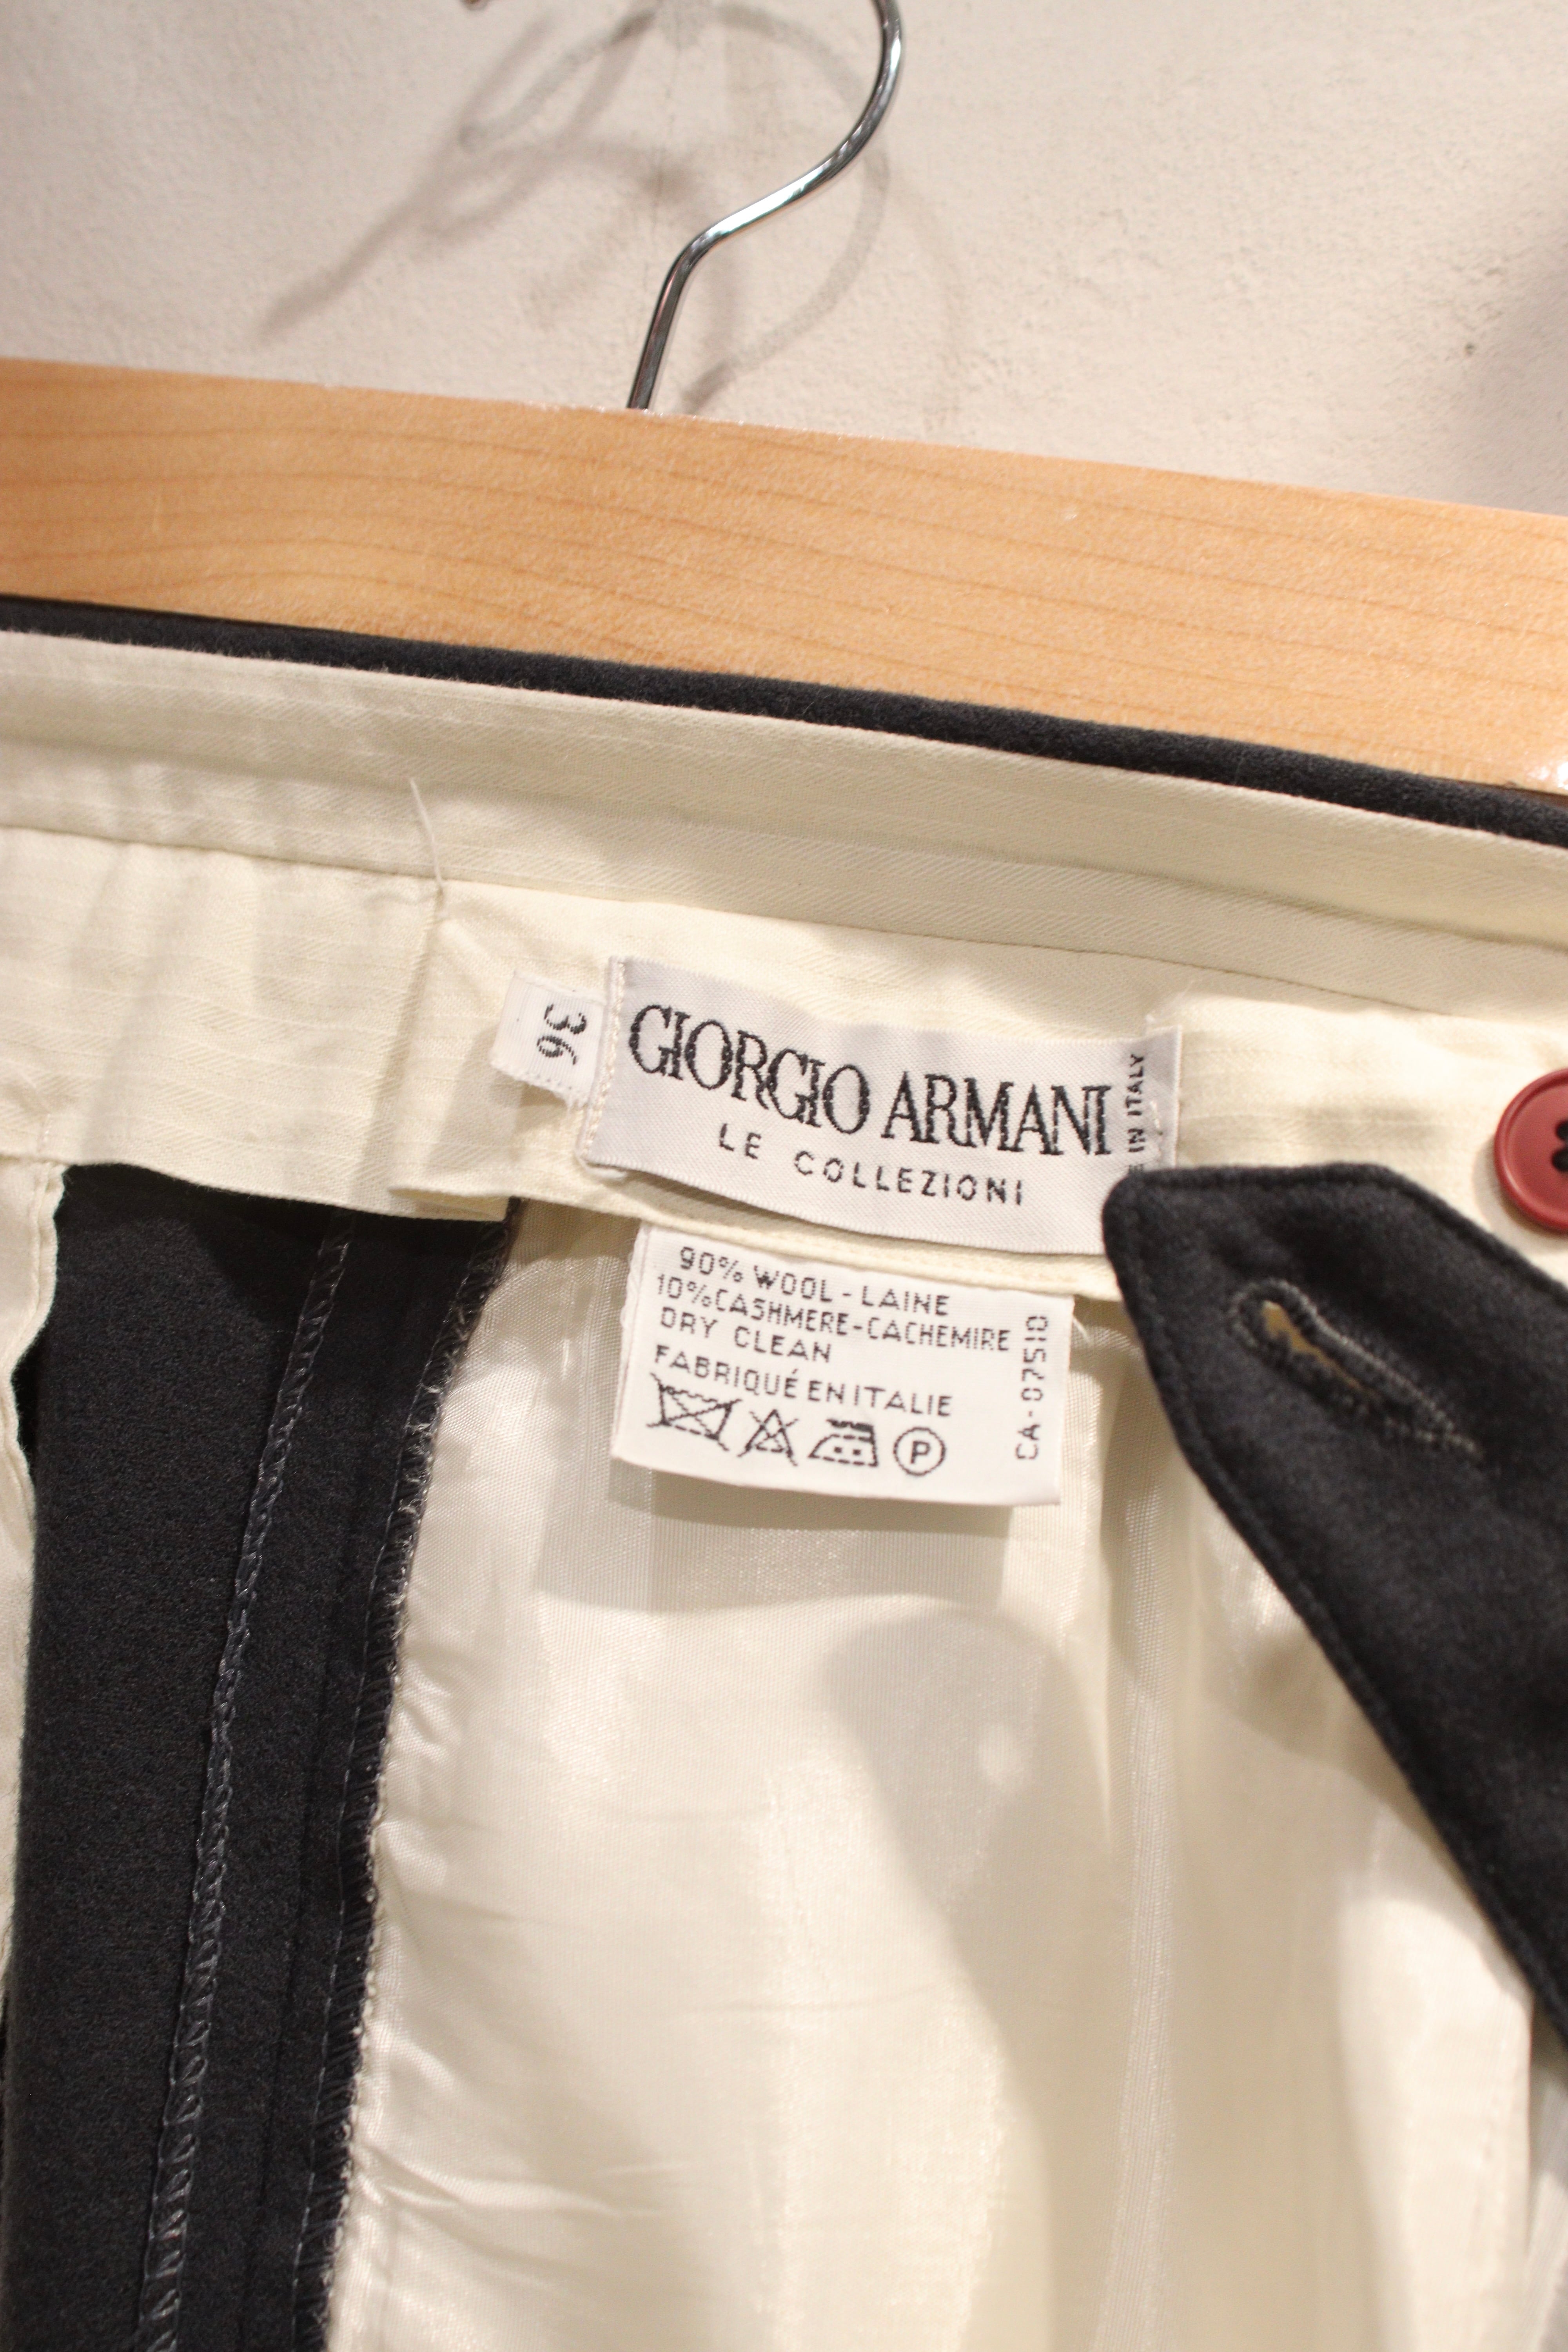 36
GIORGIO ARMANI
LE COLLEZIONI
IN ITALY
90% WOOL - LAINE
10% CASHMERE-CACHEMIRE
DRY CLEAN
FABRIQUÉ EN ITALIE
P
CA-07510